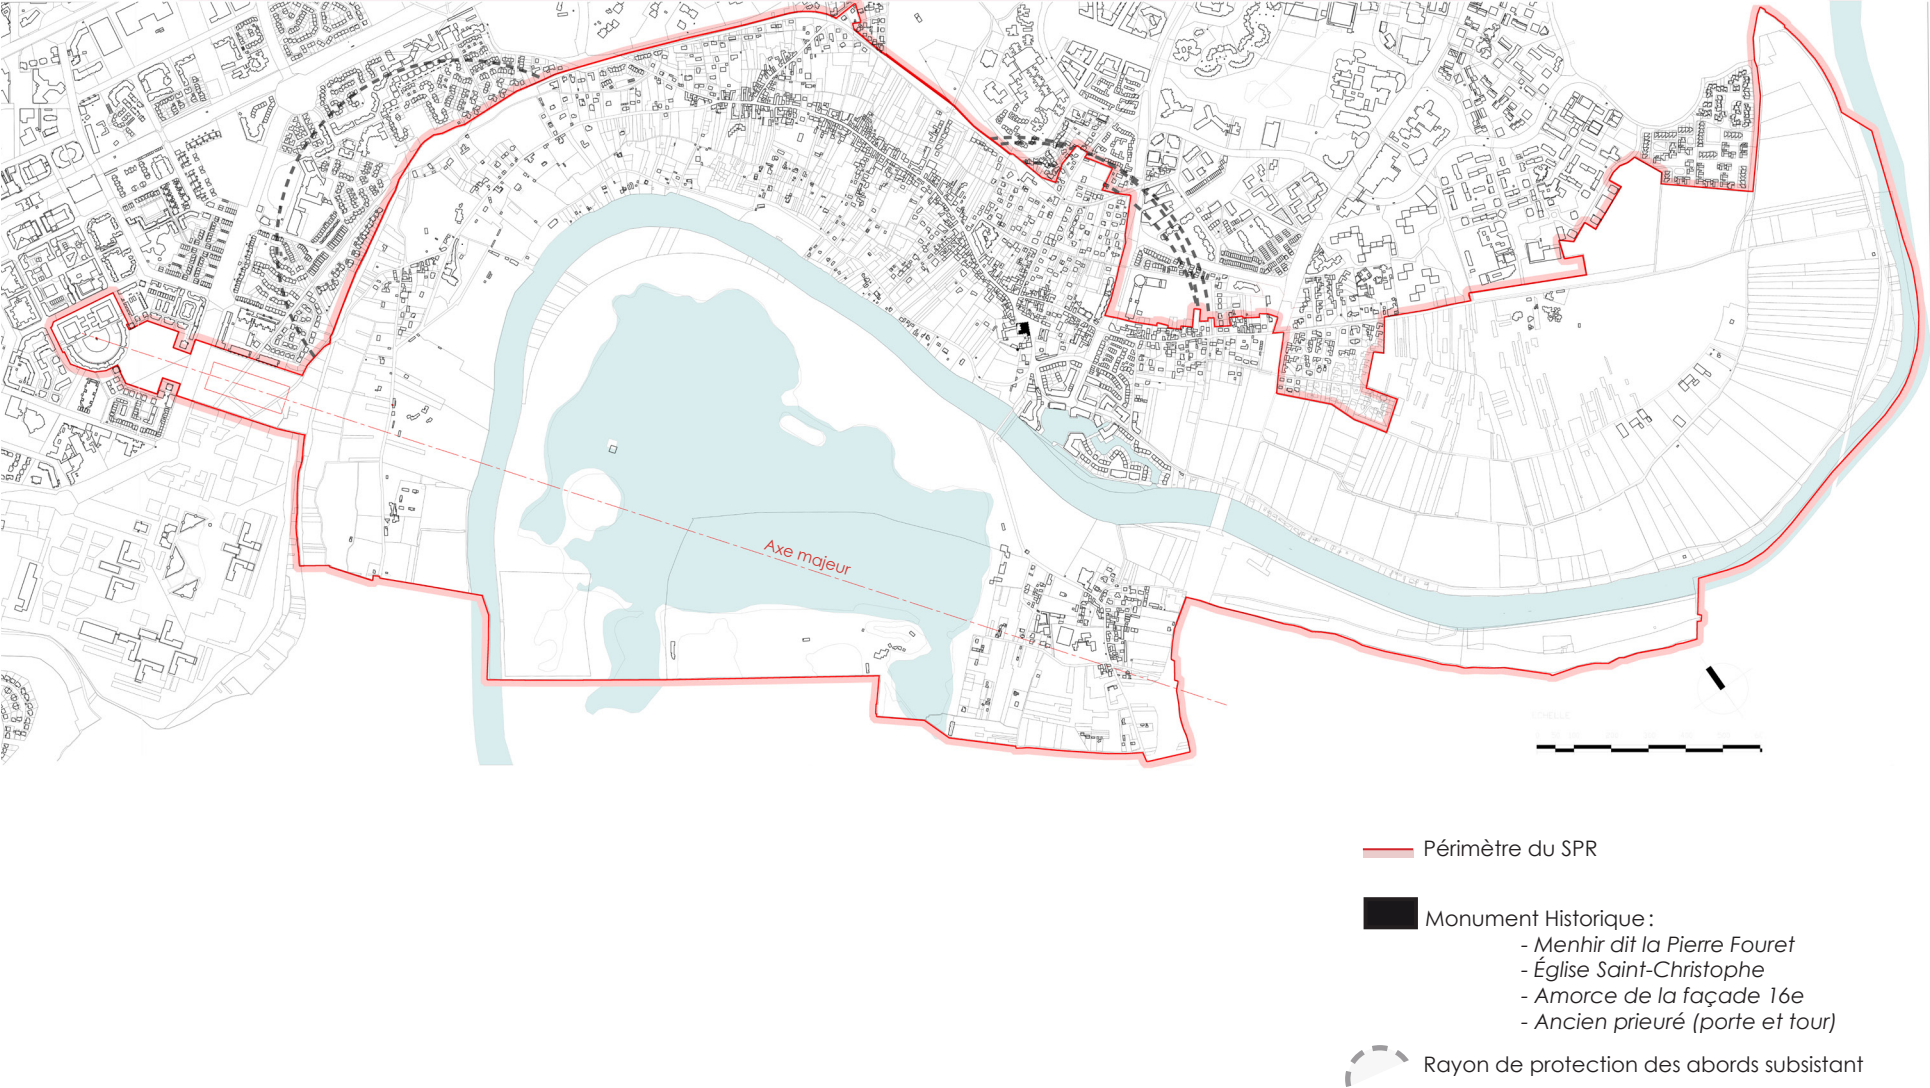 Axe majeur
ECHELLE
Périmètre du SPR
Monument Historique :
- Menhir dit la Pierre Fouret
- Église Saint-Christophe
- Amorce de la façade 16e
- Ancien prieuré (porte et tour)
Rayon de protection des abords subsistant